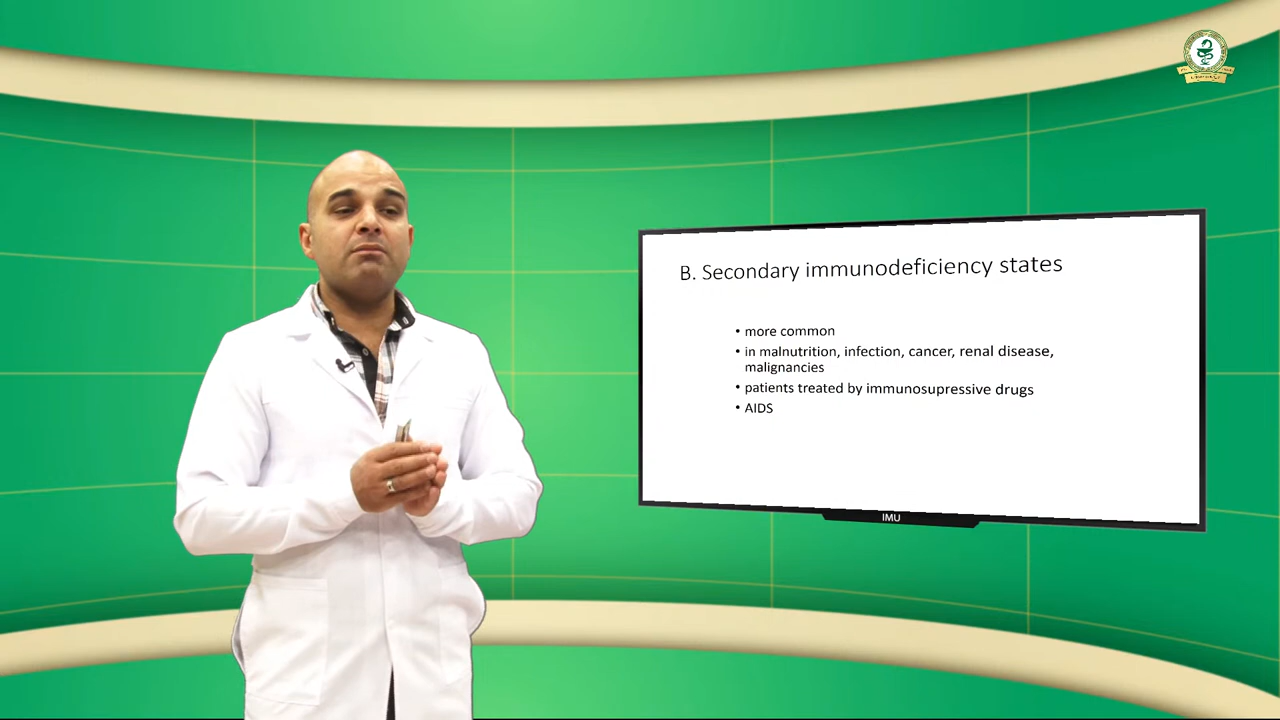 B. Secondary immunodeficiency states
• more common
• in malnutrition, infection, cancer, renal disease,
malignancies
• patients treated by immunosupressive drugs
• AIDS
IMU